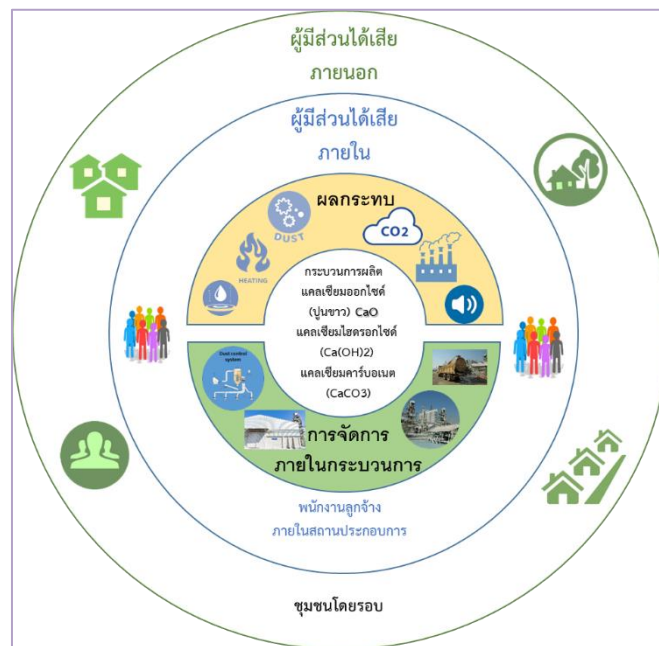 ผู้มีส่วนได้เสีย
ภายนอก
ผู้มีส่วนได้เสีย
ภายใน
ผลกระทบ
DUST
CO2
HEATING
กระบวนการผลิต
แคลเซียมออกไซด์
(ปูนขาว) CaO
แคลเซียมไฮดรอกไซด์
(Ca(OH)2)
แคลเซียมคาร์บอเนต
(CaCO3)
Dust control
system
การจัดการ
ภายในกระบวนการ
พนักงานลูกจ้าง
ภายในสถานประกอบการ
ชุมชนโดยรอบ